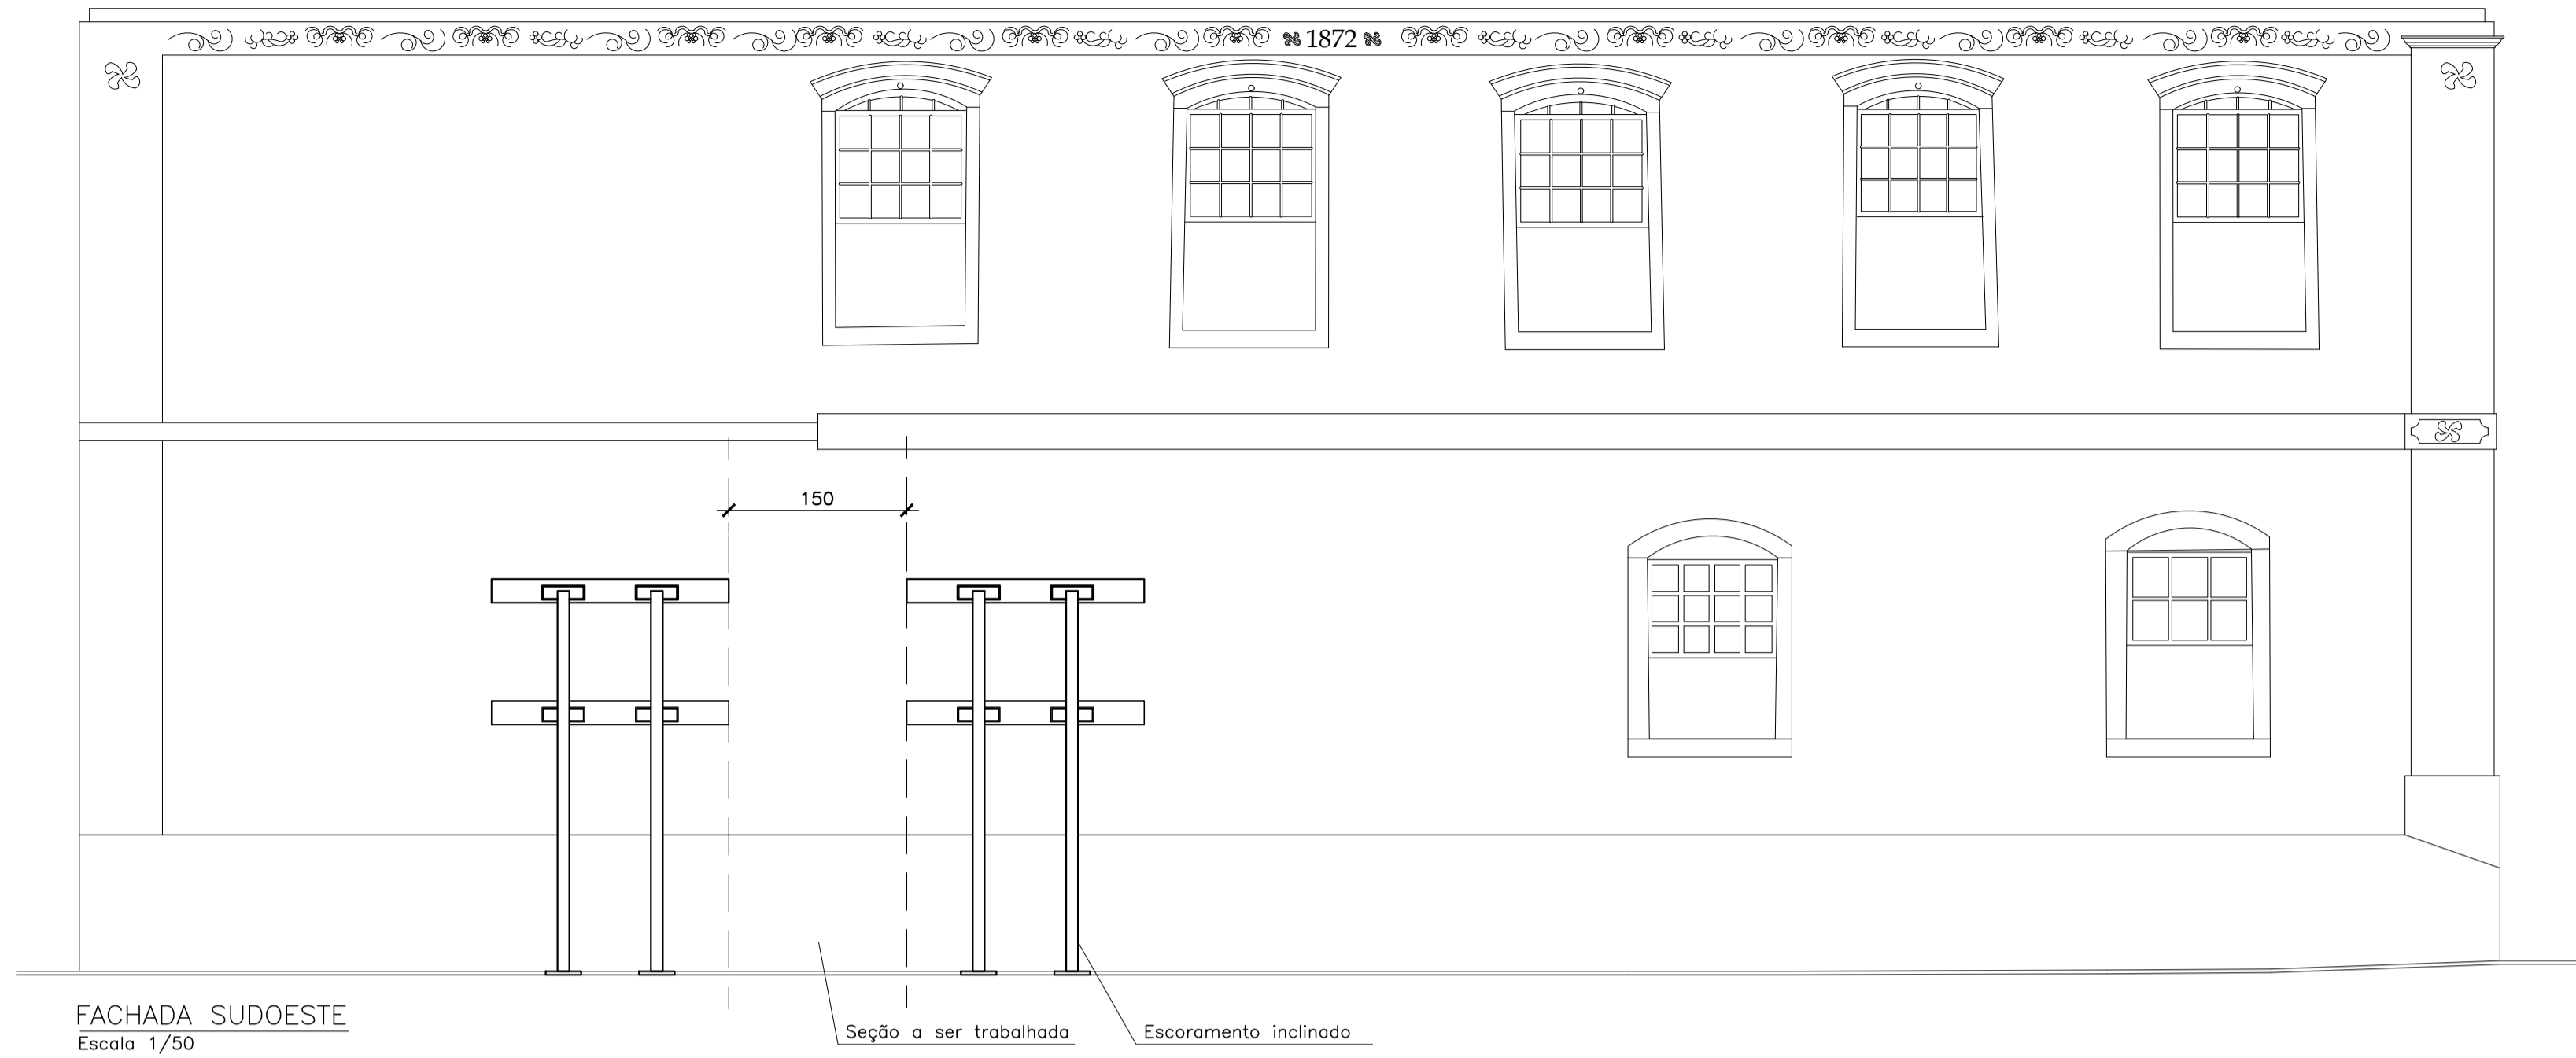 1872
150
FACHADA SUDOESTE
Escala 1/50
Seção a ser trabalhada
Escoramento inclinado